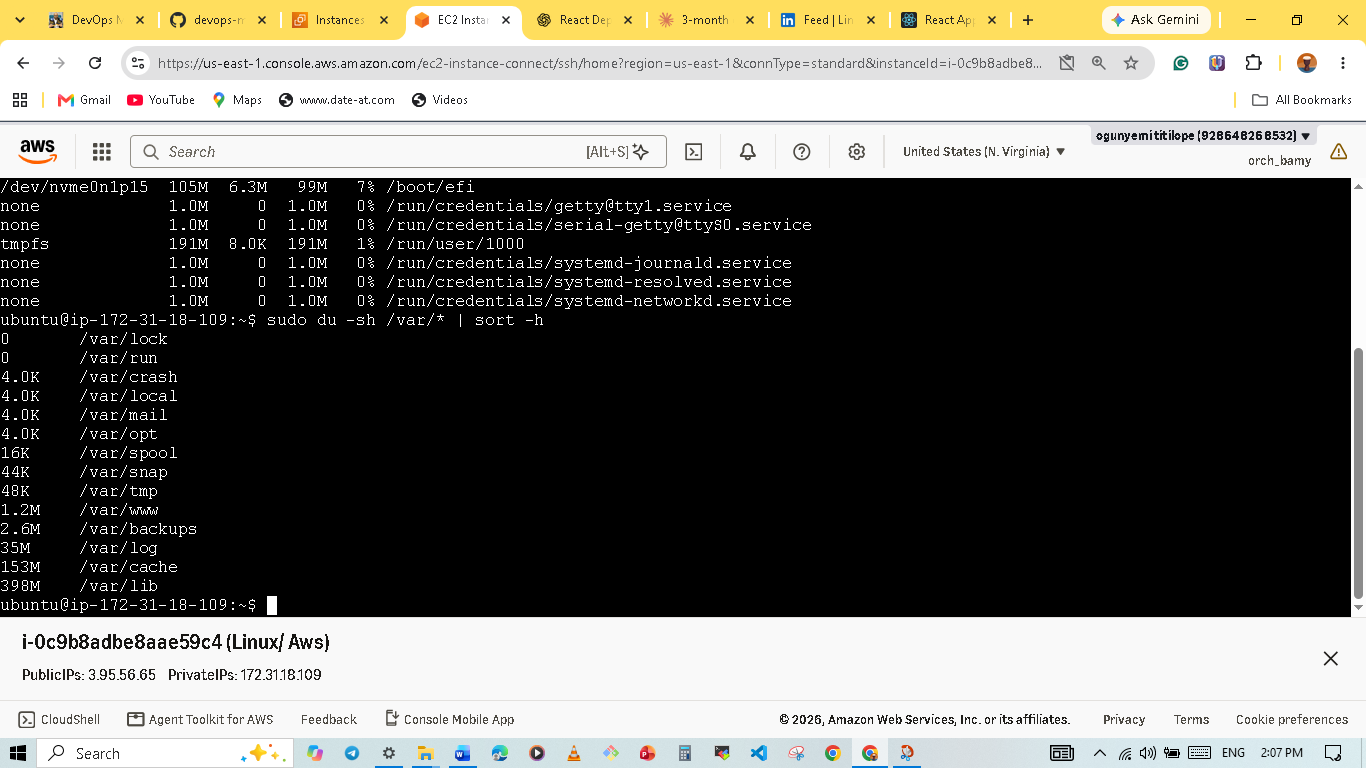 DevOps M
devops-m
Instances
EC2 Instan
React Dep
3-month
Feed | Lin
React App
Ask Gemini
https://us-east-1.console.aws.amazon.com/ec2-instance-connect/ssh/home?region=us-east-1&connType=standard&instanceId=i-0c9b8adbe8...
Gmail
YouTube
Maps
www.date-at.com
Videos
All Bookmarks
aws
Search
[Alt+S]
United States (N. Virginia)
ogunyemititilope (928648268532)
orch_bamy
/dev/nvme0n1p15 105M 6.3M 99M 7% /boot/efi
none 1.0M 0 1.0M 0% /run/credentials/getty@tty1.service
none 1.0M 0 1.0M 0% /run/credentials/serial-getty@ttyS0.service
tmpfs 191M 8.0K 191M 1% /run/user/1000
none 1.0M 0 1.0M 0% /run/credentials/systemd-journald.service
none 1.0M 0 1.0M 0% /run/credentials/systemd-resolved.service
none 1.0M 0 1.0M 0% /run/credentials/systemd-networkd.service
ubuntu@ip-172-31-18-109:~$ sudo du -sh /var/* | sort -h
0 /var/lock
0 /var/run
4.0K /var/crash
4.0K /var/local
4.0K /var/mail
4.0K /var/opt
16K /var/spool
44K /var/snap
48K /var/tmp
1.2M /var/www
2.6M /var/backups
35M /var/log
153M /var/cache
398M /var/lib
ubuntu@ip-172-31-18-109:~$
i-0c9b8adbe8aae59c4 (Linux/ Aws)
PublicIPs: 3.95.56.65 PrivateIPs: 172.31.18.109
CloudShell
Agent Toolkit for AWS
Feedback
Console Mobile App
© 2026, Amazon Web Services, Inc. or its affiliates.
Privacy
Terms
Cookie preferences
Search
ENG
2:07 PM